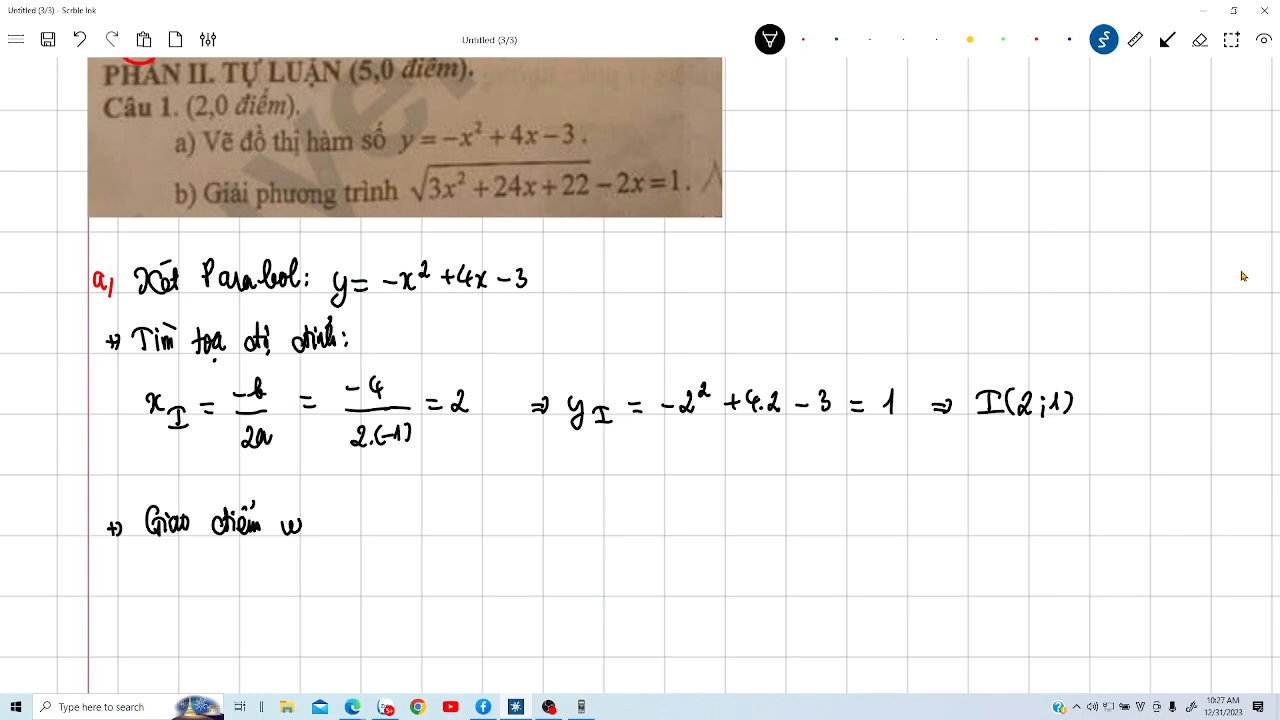 Untitled (3/3) - Scrble Ink
Untitled (3/3)
PHẦN II. TỰ LUẬN (5,0 điểm).
Câu 1. (2,0 điểm).
a) Vẽ đồ thị hàm số y = -x² + 4x - 3.
b) Giải phương trình √(3x² + 24x + 22) - 2x = 1.
a, Xét Parabol: y = -x² + 4x - 3
+) Tìm tọa độ đỉnh:
x_I = -b/2a = -4/2.(-1) = 2 ⇒ y_I = -2² + 4.2 - 3 = 1 ⇒ I(2;1)
+) Giao điểm
Type here to search
10:27 AM
12/31/2023